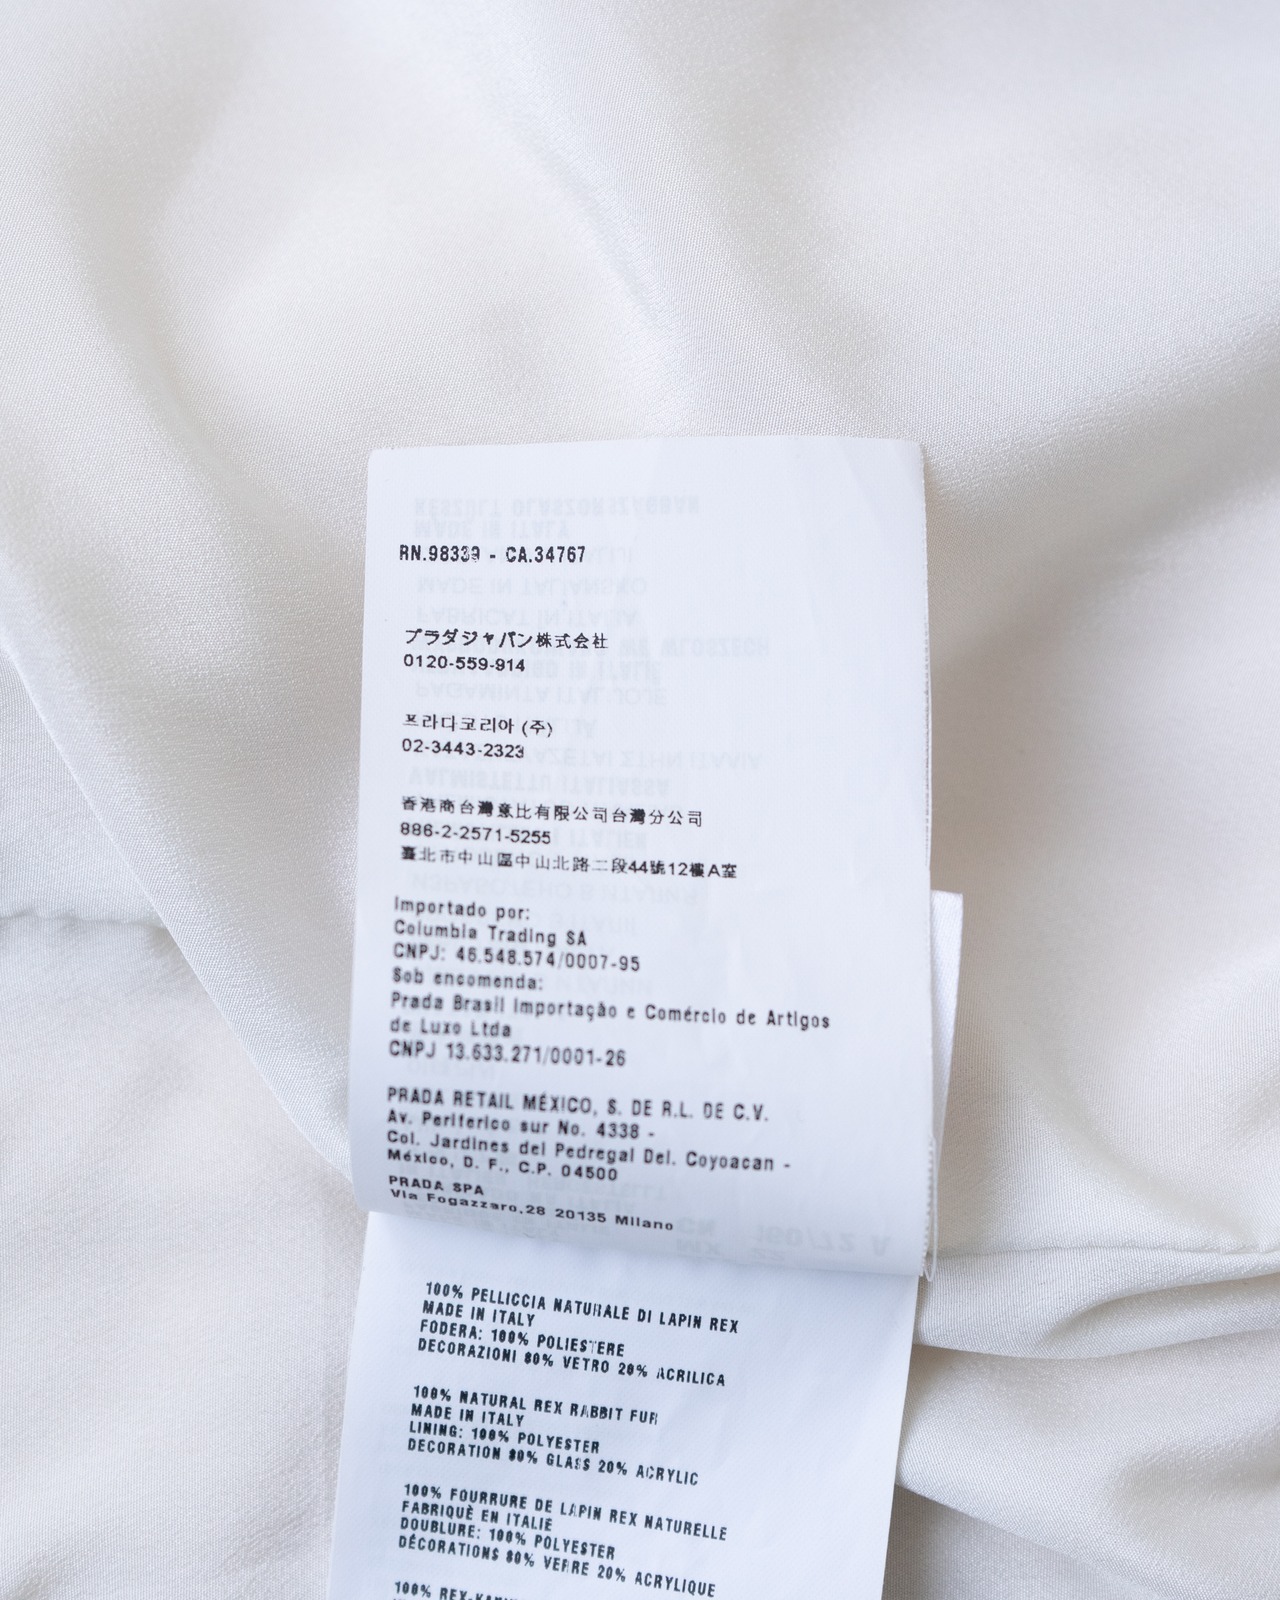 RN.98339 - CA.34767
プラダジャパン株式会社
0120-559-914
프라다코리아 (주)
02-3443-2323
香港商台灣意比有限公司台灣分公司
886-2-2571-5255
臺北市中山區中山北路二段44號12樓A室
Importado por:
Columbia Trading SA
CNPJ: 46.548.574/0007-95
Sob encomenda:
Prada Brasil Importação e Comércio de Artigos
de Luxo Ltda
CNPJ 13.633.271/0001-26
PRADA RETAIL MÉXICO, S. DE R.L. DE C.V.
Av. Periferico sur No. 4338 -
Col. Jardines del Pedregal Del. Coyoacan -
México, D. F., C.P. 04500
PRADA SPA
Via Fogazzaro,28 20135 Milano
100% PELLICCIA NATURALE DI LAPIN REX
MADE IN ITALY
FODERA: 100% POLIESTERE
DECORAZIONI 80% VETRO 20% ACRILICA
100% NATURAL REX RABBIT FUR
MADE IN ITALY
LINING: 100% POLYESTER
DECORATION 80% GLASS 20% ACRYLIC
100% FOURRURE DE LAPIN REX NATURELLE
FABRIQUÈ EN ITALIE
DOUBLURE: 100% POLYESTER
DÉCORATIONS 80% VERRE 20% ACRYLIQUE
100%